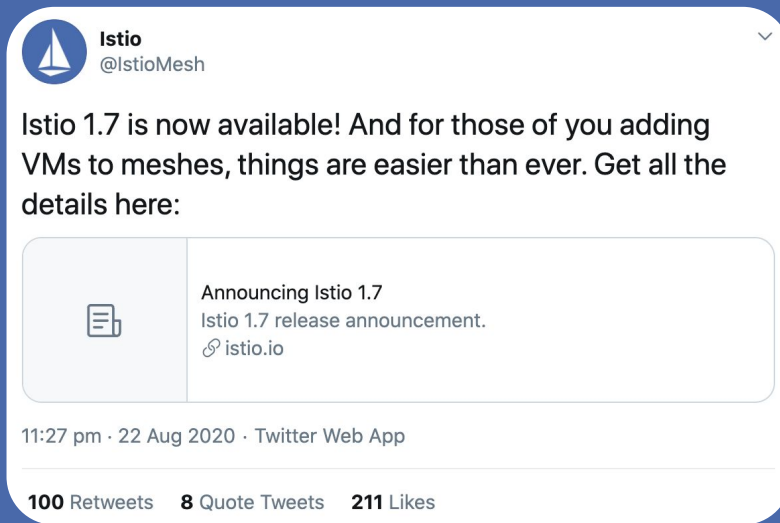 Istio
@IstioMesh
Istio 1.7 is now available! And for those of you adding
VMs to meshes, things are easier than ever. Get all the
details here:
Announcing Istio 1.7
Istio 1.7 release announcement.
istio.io
11:27 pm · 22 Aug 2020 · Twitter Web App
100 Retweets 8 Quote Tweets 211 Likes